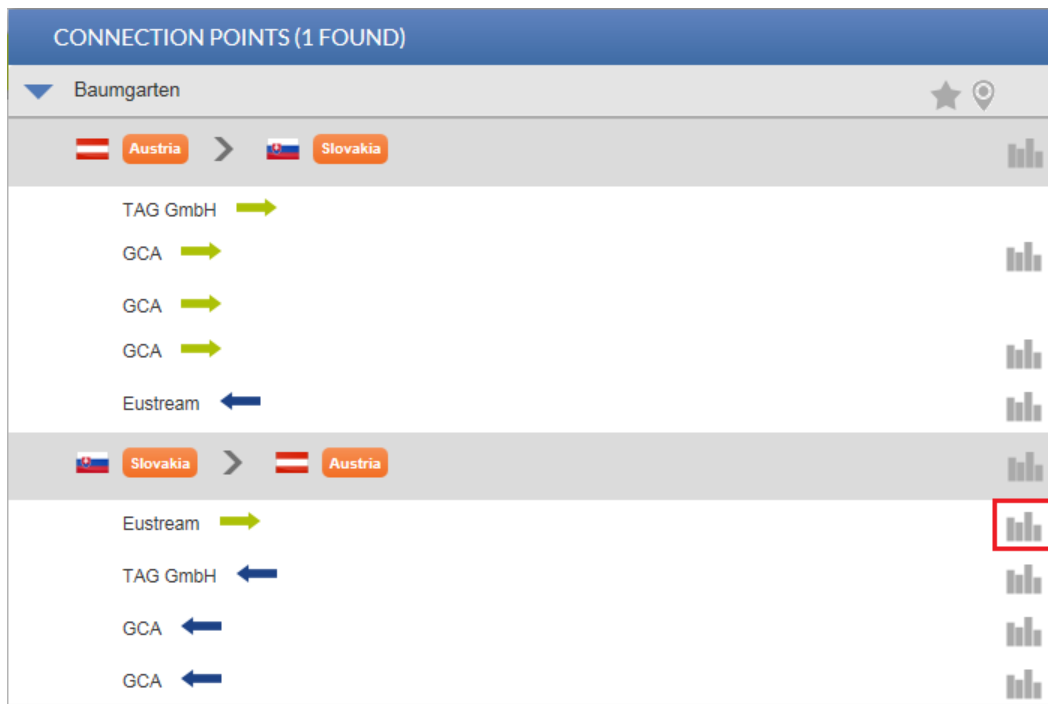 CONNECTION POINTS (1 FOUND)
Baumgarten
Austria Slovakia
TAG GmbH
GCA
GCA
GCA
Eustream
Slovakia Austria
Eustream
TAG GmbH
GCA
GCA